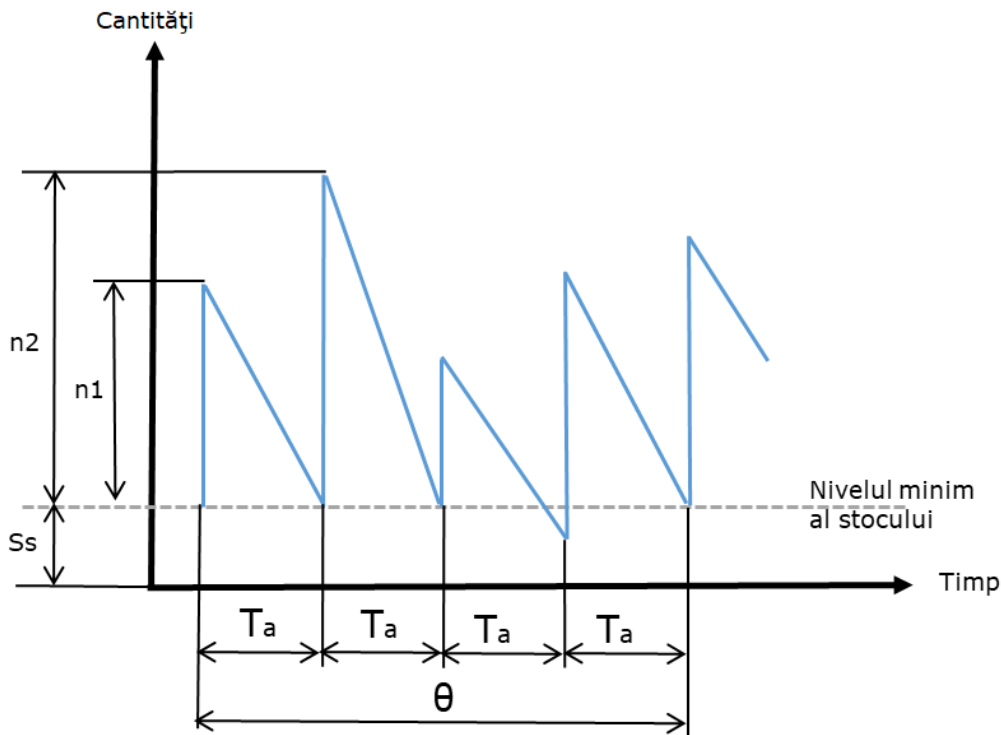 Cantităţi
n2
n1
Nivelul minim
al stocului
Ss
Timp
Ta
Ta
Ta
Ta
θ